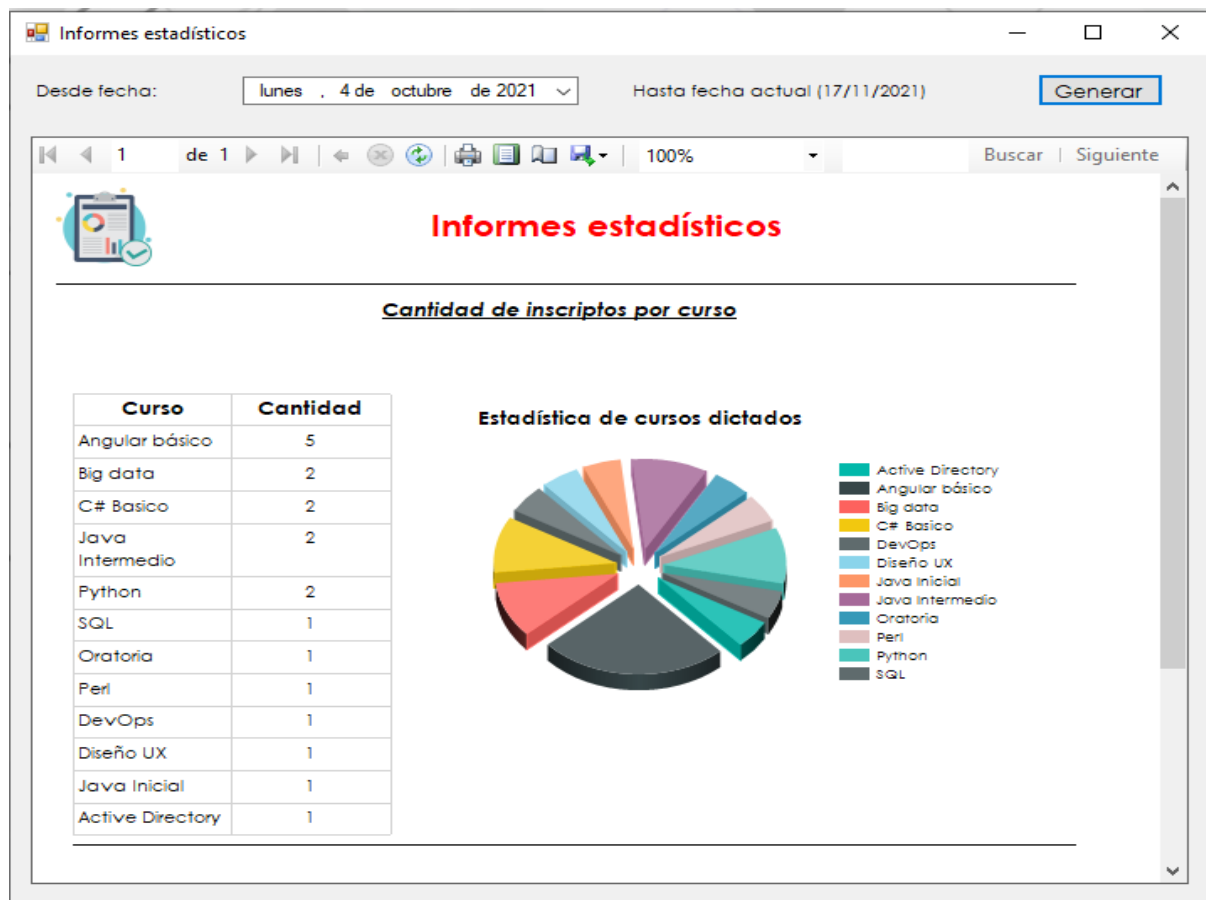 Informes estadísticos
Desde fecha:
lunes , 4 de octubre de 2021
Hasta fecha actual (17/11/2021)
Generar
1 de 1
100%
Buscar | Siguiente
Informes estadísticos
Cantidad de inscriptos por curso
Curso Cantidad
Angular básico 5
Big data 2
C# Basico 2
Java Intermedio 2
Python 2
SQL 1
Oratoria 1
Perl 1
DevOps 1
Diseño UX 1
Java Inicial 1
Active Directory 1
Estadística de cursos dictados
Active Directory
Angular básico
Big data
C# Basico
DevOps
Diseño UX
Java Inicial
Java Intermedio
Oratoria
Perl
Python
SQL